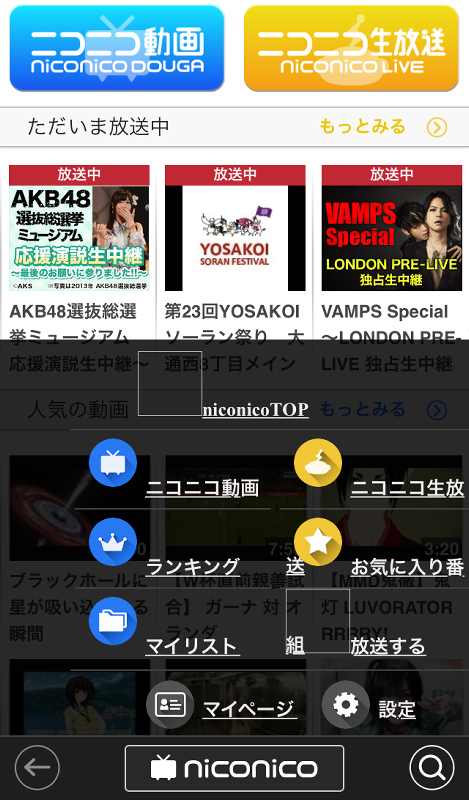 ニコニコ動画
niconico DOUGA
ニコニコ生放送
niconico LIVE
ただいま放送中
もっとみる
放送中
放送中
放送中
AKB48
選抜総選挙
ミュージアム
応援演説生中継
〜最後のお願いに参りました!!〜
©AKS ※写真は2013年 AKB48選抜総選挙
YOSAKOI
SORAN FESTIVAL
VAMPS
Special
LONDON PRE-LIVE
独占生中継
AKB48選抜総選
挙ミュージアム
応援演説生中継〜
第23回YOSAKOI
ソーラン祭り 大
通西8丁目メイン
VAMPS Special
〜LONDON PRE-
LIVE 独占生中継
人気の動画
もっとみる
niconicoTOP
ニコニコ動画
ニコニコ生放
送
ランキング
お気に入り番
組
マイリスト
放送する
3:20
ブラックホールに
星が吸い込
る
瞬間
【W杯直前親善試
合】 ガーナ 対 オ
ランダ
灯 LUVORATOR
RRRRY!
マイページ
設定
niconico